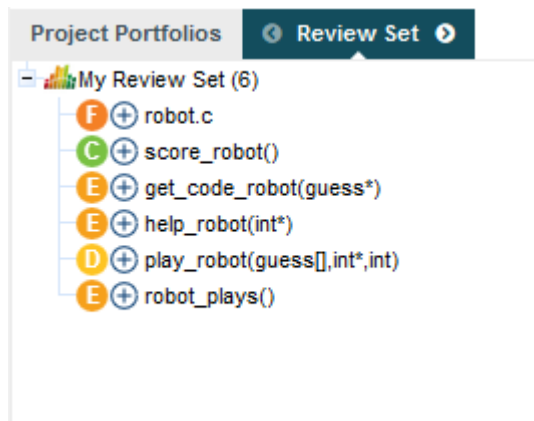 Project Portfolios Review Set
My Review Set (6)
F robot.c
C score_robot()
E get_code_robot(guess*)
E help_robot(int*)
D play_robot(guess[],int*,int)
E robot_plays()